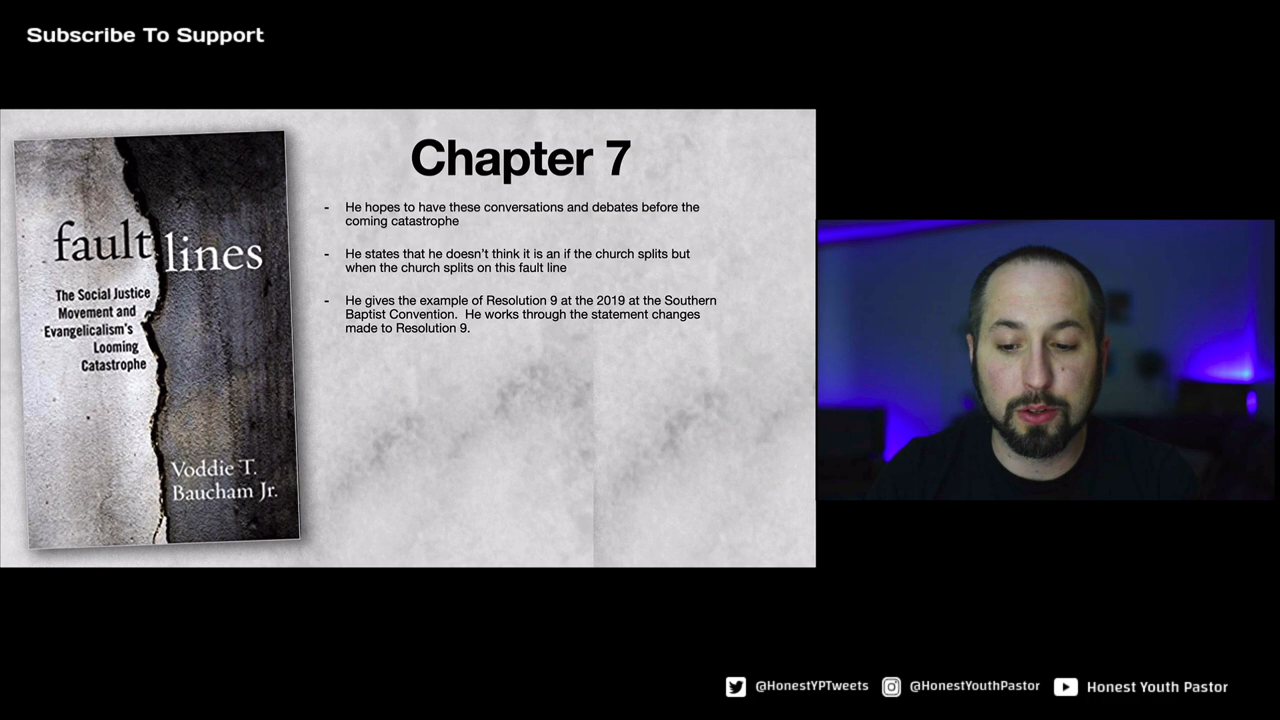 Subscribe To Support
fault lines
The Social Justice
Movement and
Evangelicalism's
Looming
Catastrophe
Voddie T.
Baucham Jr.
Chapter 7
- He hopes to have these conversations and debates before the
coming catastrophe
- He states that he doesn't think it is an if the church splits but
when the church splits on this fault line
- He gives the example of Resolution 9 at the 2019 at the Southern
Baptist Convention. He works through the statement changes
made to Resolution 9.
@HonestYPTweets @HonestYouthPastor Honest Youth Pastor